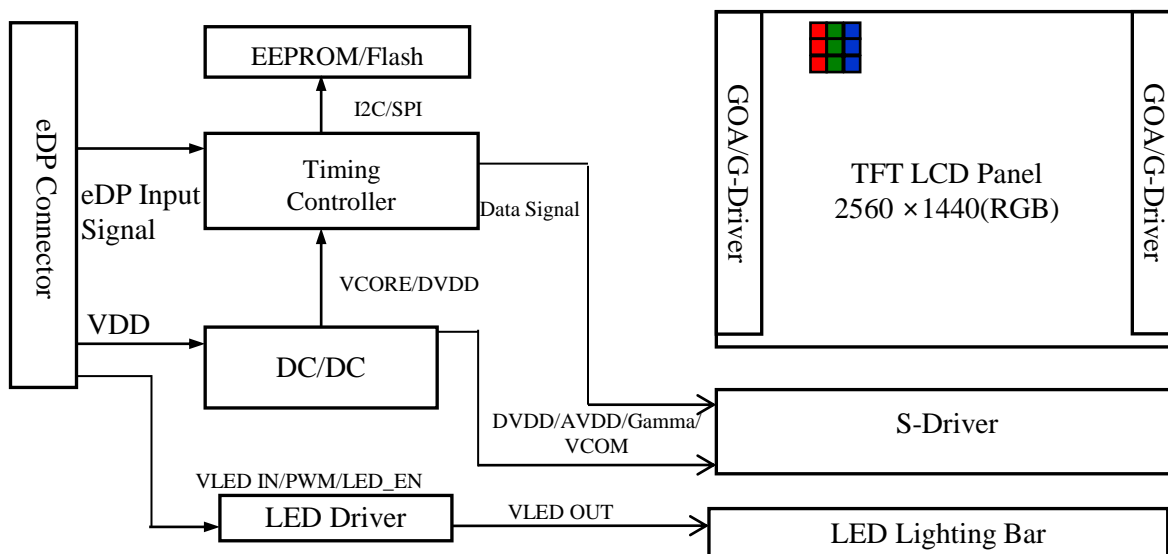 eDP Connector
EEPROM/Flash
I2C/SPI
eDP Input
Signal
Timing
Controller
Data Signal
VCORE/DVDD
VDD
DC/DC
DVDD/AVDD/Gamma/
VCOM
VLED IN/PWM/LED_EN
LED Driver
VLED OUT
GOA/G-Driver
TFT LCD Panel
2560 ×1440(RGB)
GOA/G-Driver
S-Driver
LED Lighting Bar